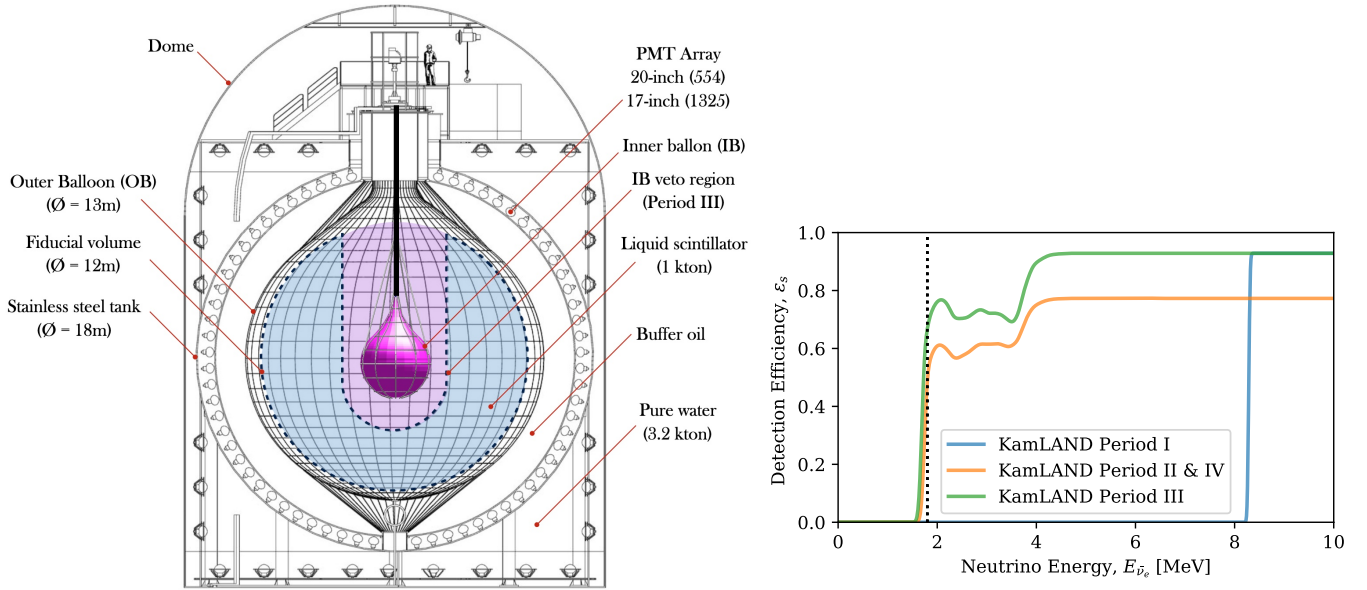 Dome
PMT Array
20-inch (554)
17-inch (1325)
Inner ballon (IB)
IB veto region
(Period III)
Outer Balloon (OB)
(Ø = 13m)
Fiducial volume
(Ø = 12m)
Liquid scintillator
(1 kton)
Stainless steel tank
(Ø = 18m)
Buffer oil
Pure water
(3.2 kton)
Detection Efficiency, εs
1.0
0.8
0.6
0.4
0.2
0.0
KamLAND Period I
KamLAND Period II & IV
KamLAND Period III
0 2 4 6 8 10
Neutrino Energy, Eν̄e [MeV]